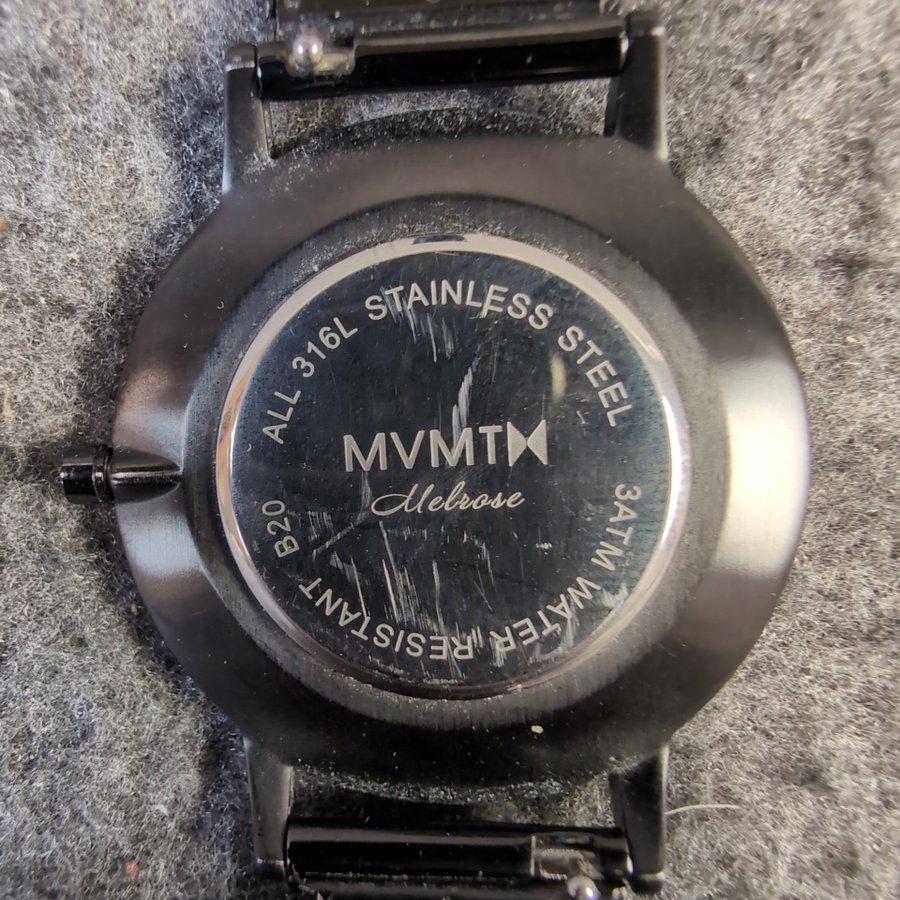 ALL 316L STAINLESS STEEL
MVMT
Melrose
3ATM WATER RESISTANT B20